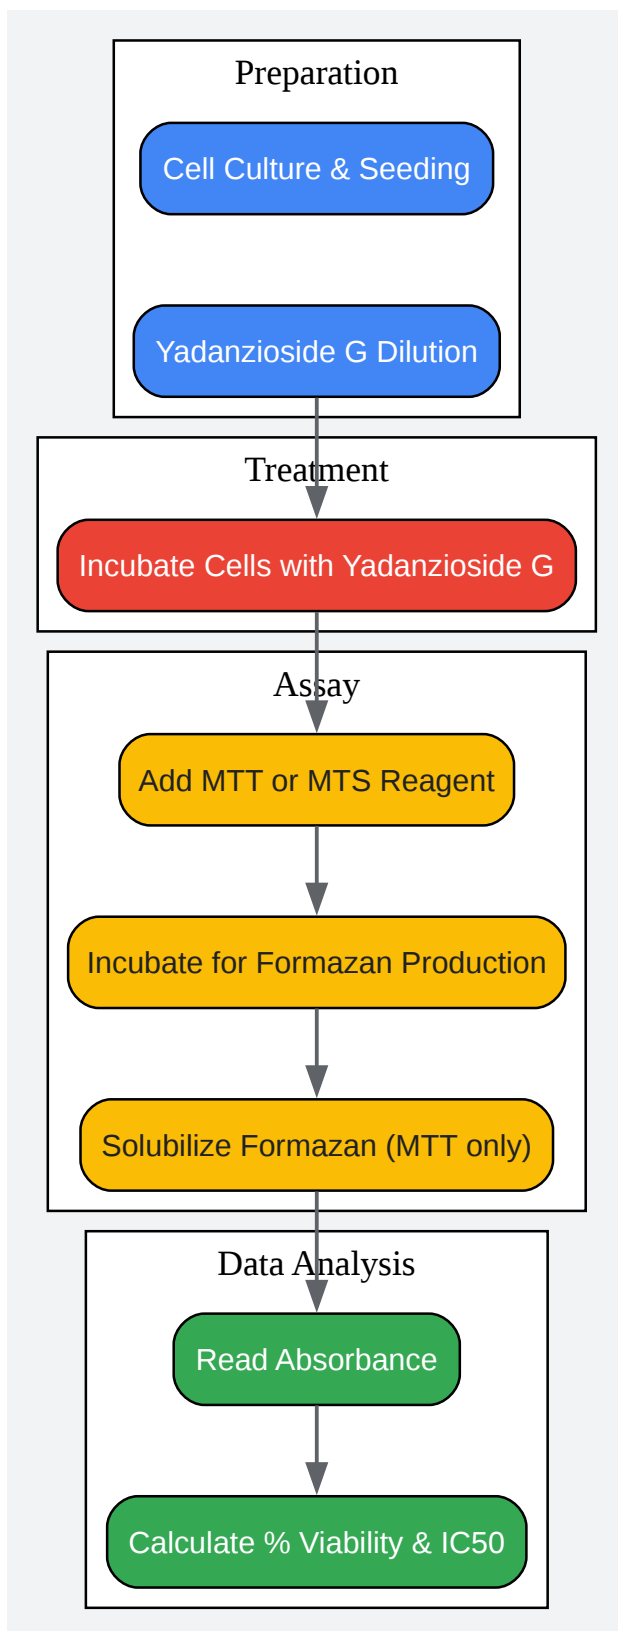 Preparation
Cell Culture & Seeding
Yadanzioside G Dilution
Treatment
Incubate Cells with Yadanzioside G
Assay
Add MTT or MTS Reagent
Incubate for Formazan Production
Solubilize Formazan (MTT only)
Data Analysis
Read Absorbance
Calculate % Viability & IC50